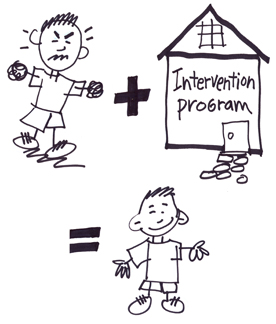 +
Intervention
program
=